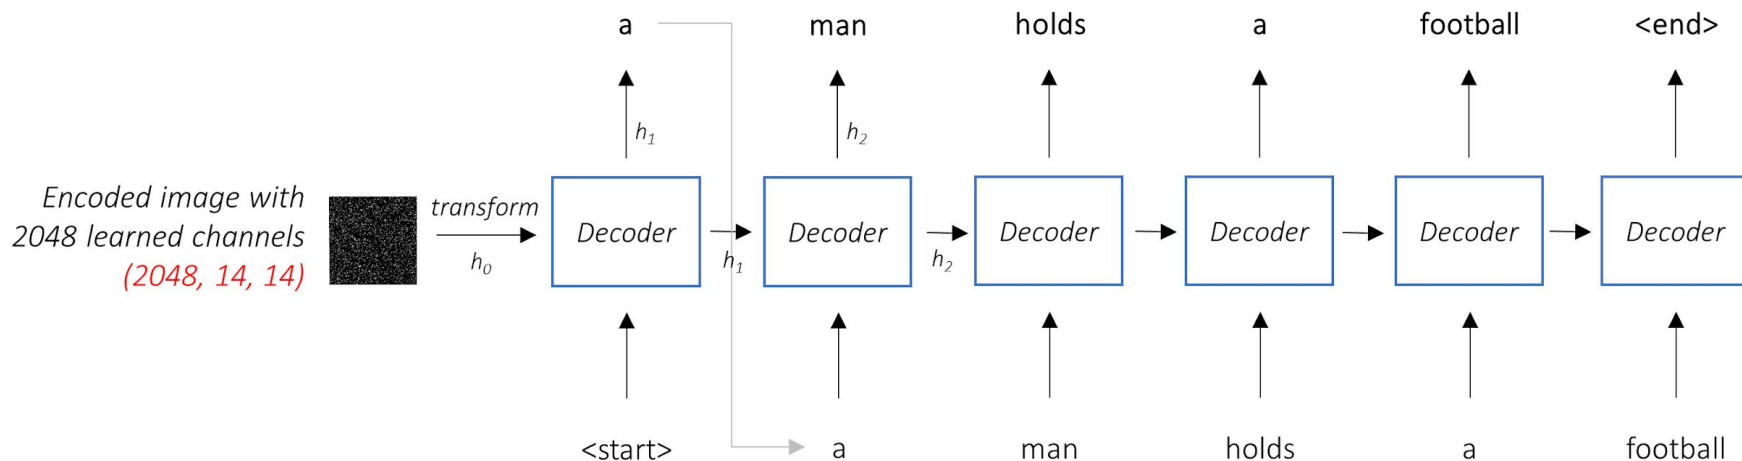 a man holds a football <end>
h1 h2
Encoded image with
2048 learned channels
(2048, 14, 14)
transform
h0
Decoder Decoder Decoder Decoder Decoder Decoder
h1 h2
<start> a man holds a football